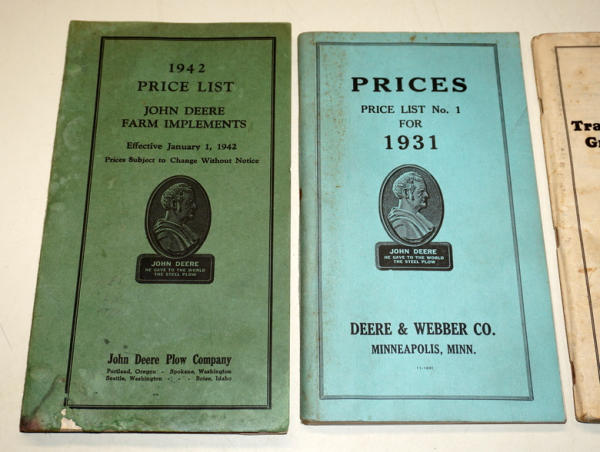 1942
PRICE LIST
JOHN DEERE
FARM IMPLEMENTS
Effective January 1, 1942
Prices Subject to Change Without Notice
JOHN DEERE
HE GAVE TO THE WORLD
THE STEEL PLOW
John Deere Plow Company
Portland, Oregon - Spokane, Washington
Seattle, Washington - - - Boise, Idaho
PRICES
PRICE LIST No. 1
FOR
1931
JOHN DEERE
HE GAVE TO THE WORLD
THE STEEL PLOW
DEERE & WEBBER CO.
MINNEAPOLIS, MINN.
Tra
G